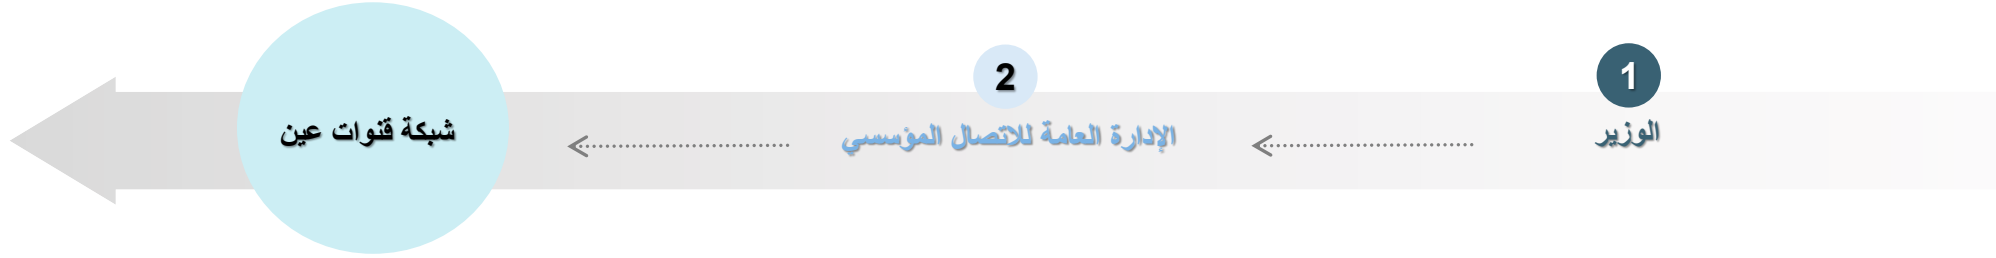 1
الوزير
2
الإدارة العامة للاتصال المؤسسي
شبكة قنوات عين